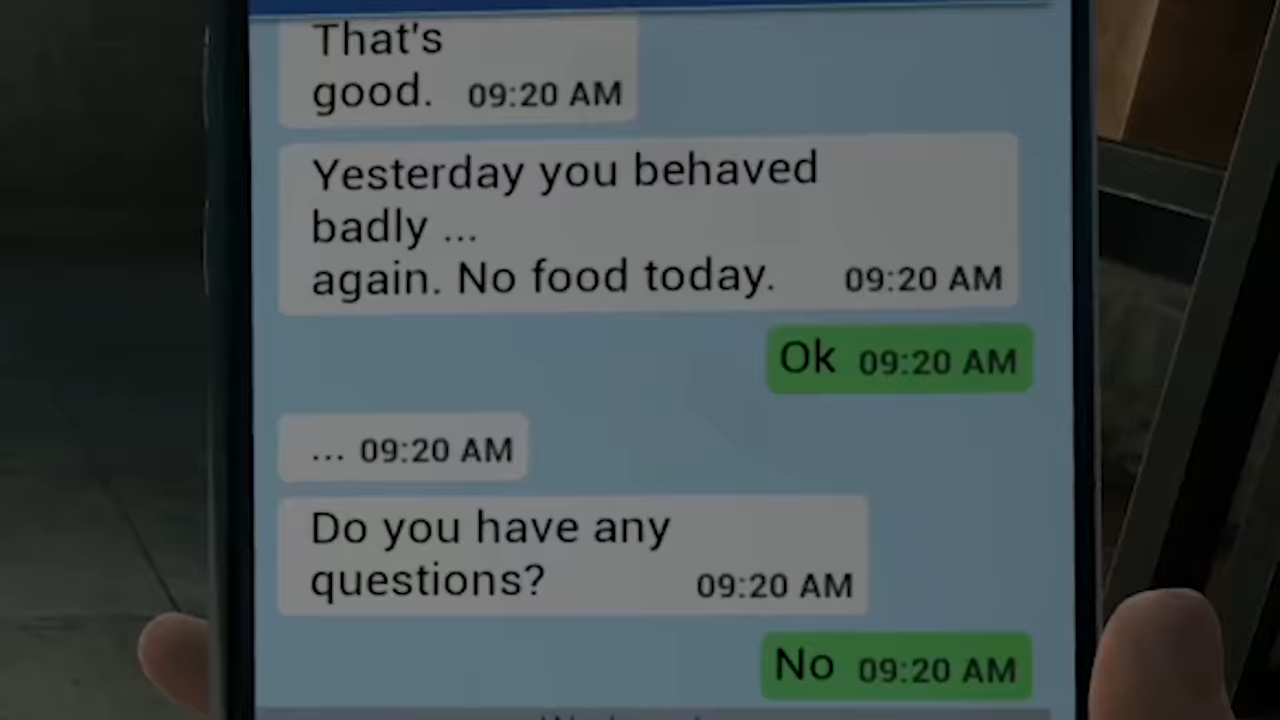 That's
good. 09:20 AM
Yesterday you behaved
badly ...
again. No food today. 09:20 AM
Ok 09:20 AM
... 09:20 AM
Do you have any
questions? 09:20 AM
No 09:20 AM